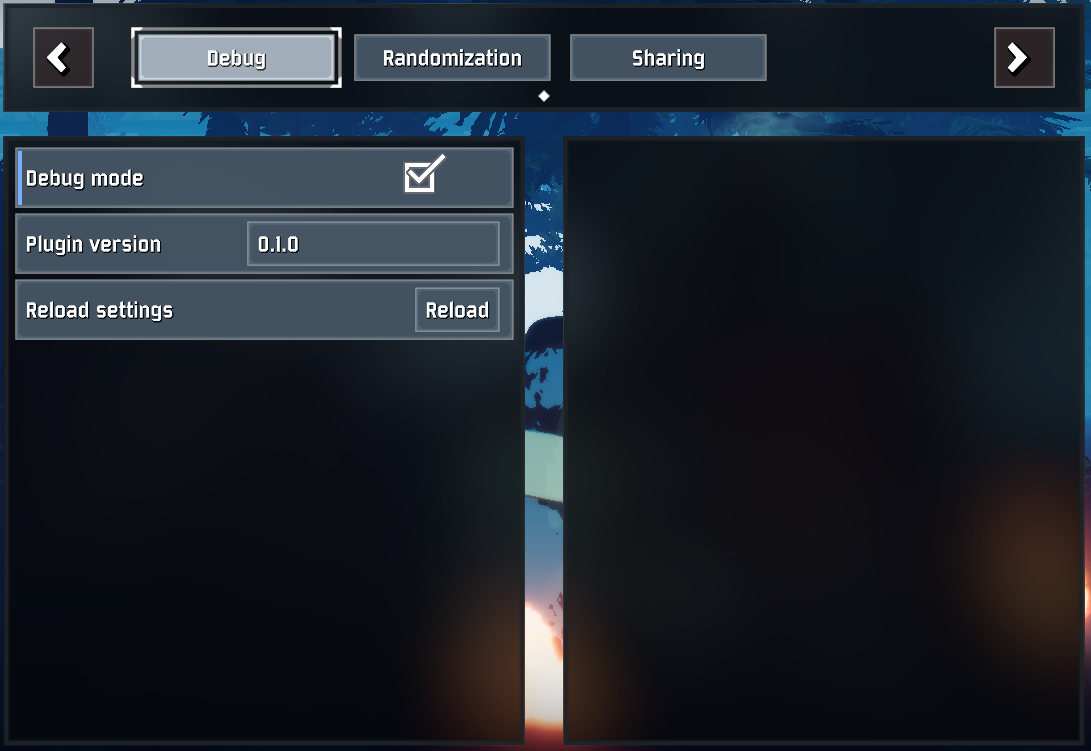 Debug
Randomization
Sharing
Debug mode
Plugin version
0.1.0
Reload settings
Reload